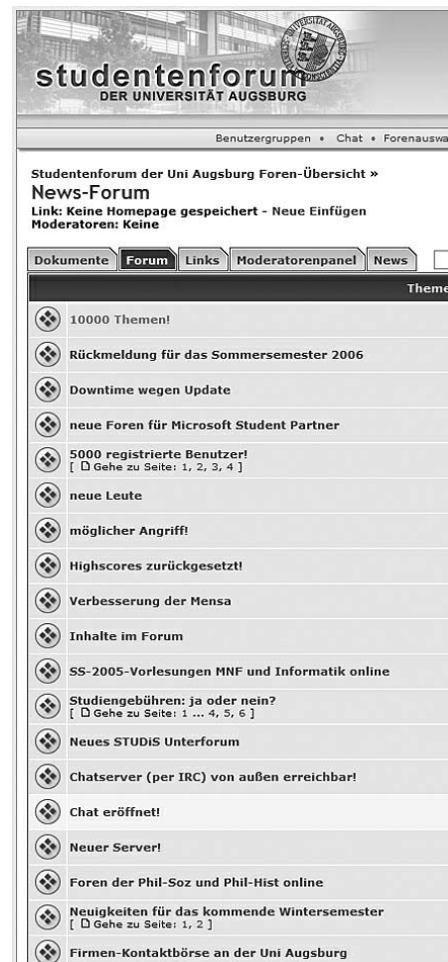 studentenforum
DER UNIVERSITÄT AUGSBURG
Benutzergruppen • Chat • Forenauswa
Studentenforum der Uni Augsburg Foren-Übersicht »
News-Forum
Link: Keine Homepage gespeichert - Neue Einfügen
Moderatoren: Keine
Dokumente Forum Links Moderatorenpanel News
Theme
10000 Themen!
Rückmeldung für das Sommersemester 2006
Downtime wegen Update
neue Foren für Microsoft Student Partner
5000 registrierte Benutzer!
[ Gehe zu Seite: 1, 2, 3, 4 ]
neue Leute
möglicher Angriff!
Highscores zurückgesetzt!
Verbesserung der Mensa
Inhalte im Forum
SS-2005-Vorlesungen MNF und Informatik online
Studiengebühren: ja oder nein?
[ Gehe zu Seite: 1 ... 4, 5, 6 ]
Neues STUDiS Unterforum
Chatserver (per IRC) von außen erreichbar!
Chat eröffnet!
Neuer Server!
Foren der Phil-Soz und Phil-Hist online
Neuigkeiten für das kommende Wintersemester
[ Gehe zu Seite: 1, 2 ]
Firmen-Kontaktbörse an der Uni Augsburg